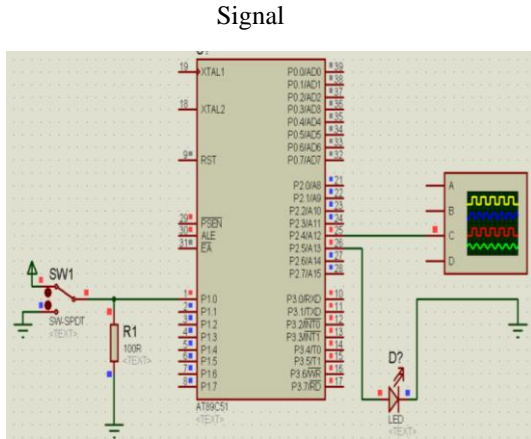 Signal
19 XTAL1
18 XTAL2
9 RST
29 PSEN
30 ALE
31 EA
1 P1.0
2 P1.1
3 P1.2
4 P1.3
5 P1.4
6 P1.5
7 P1.6
8 P1.7
P0.0/AD0 39
P0.1/AD1 38
P0.2/AD2 37
P0.3/AD3 36
P0.4/AD4 35
P0.5/AD5 34
P0.6/AD6 33
P0.7/AD7 32
P2.0/A8 21
P2.1/A9 22
P2.2/A10 23
P2.3/A11 24
P2.4/A12 25
P2.5/A13 26
P2.6/A14 27
P2.7/A15 28
P3.0/RXD 10
P3.1/TXD 11
P3.2/INT0 12
P3.3/INT1 13
P3.4/T0 14
P3.5/T1 15
P3.6/WR 16
P3.7/RD 17
AT89C51
<TEXT>
A
B
C
D
SW1
SW-SPDT
<TEXT>
R1
100R
<TEXT>
D?
LED
<TEXT>